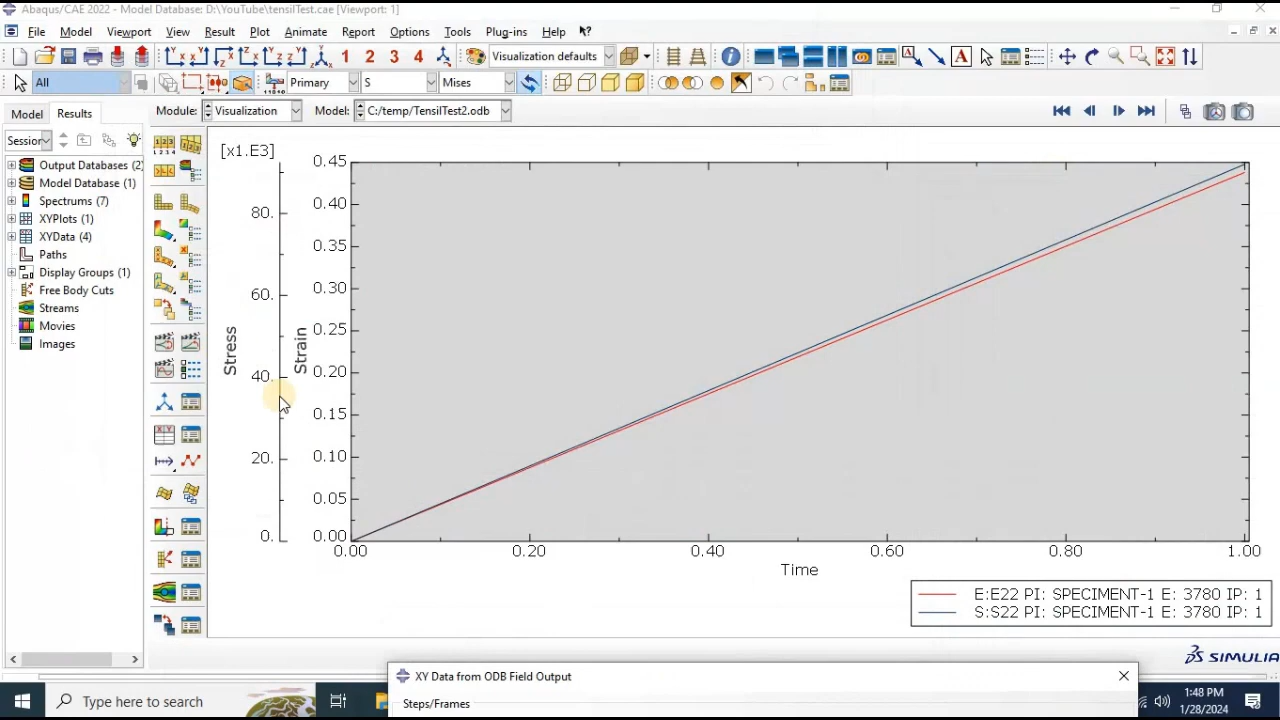 Abaqus/CAE 2022 - Model Database: D:\YouTube\tensilTest.cae [Viewport: 1]
File Model Viewport View Result Plot Animate Report Options Tools Plug-ins Help
1 2 3 4 Visualization defaults
All Primary S Mises
Model Results Module: Visualization Model: C:/temp/TensilTest2.odb
Session
Output Databases (2)
Model Database (1)
Spectrums (7)
XYPlots (1)
XYData (4)
Paths
Display Groups (1)
Free Body Cuts
Streams
Movies
Images
[x1.E3]
80.
60.
40.
20.
0.
Stress
Strain
0.45
0.40
0.35
0.30
0.25
0.20
0.15
0.10
0.05
0.00
0.00 0.20 0.40 0.60 0.80 1.00
Time
E:E22 PI: SPECIMENT-1 E: 3780 IP: 1
S:S22 PI: SPECIMENT-1 E: 3780 IP: 1
SIMULIA
XY Data from ODB Field Output
Steps/Frames
Type here to search
1:48 PM
1/28/2024